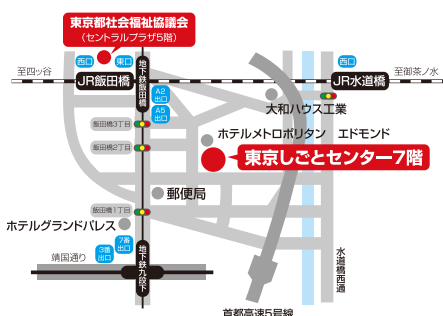 東京都社会福祉協議会
（セントラルプラザ5階）
西口
東口
西口
至四ッ谷
JR飯田橋
JR水道橋
至御茶ノ水
地下鉄飯田橋
A2
出口
A5
出口
大和ハウス工業
飯田橋3丁目
ホテルメトロポリタン エドモンド
飯田橋2丁目
東京しごとセンター7階
郵便局
飯田橋1丁目
ホテルグランドパレス
7番
出口
3番
出口
靖国通り
地下鉄九段下
水道橋西通
首都高速5号線